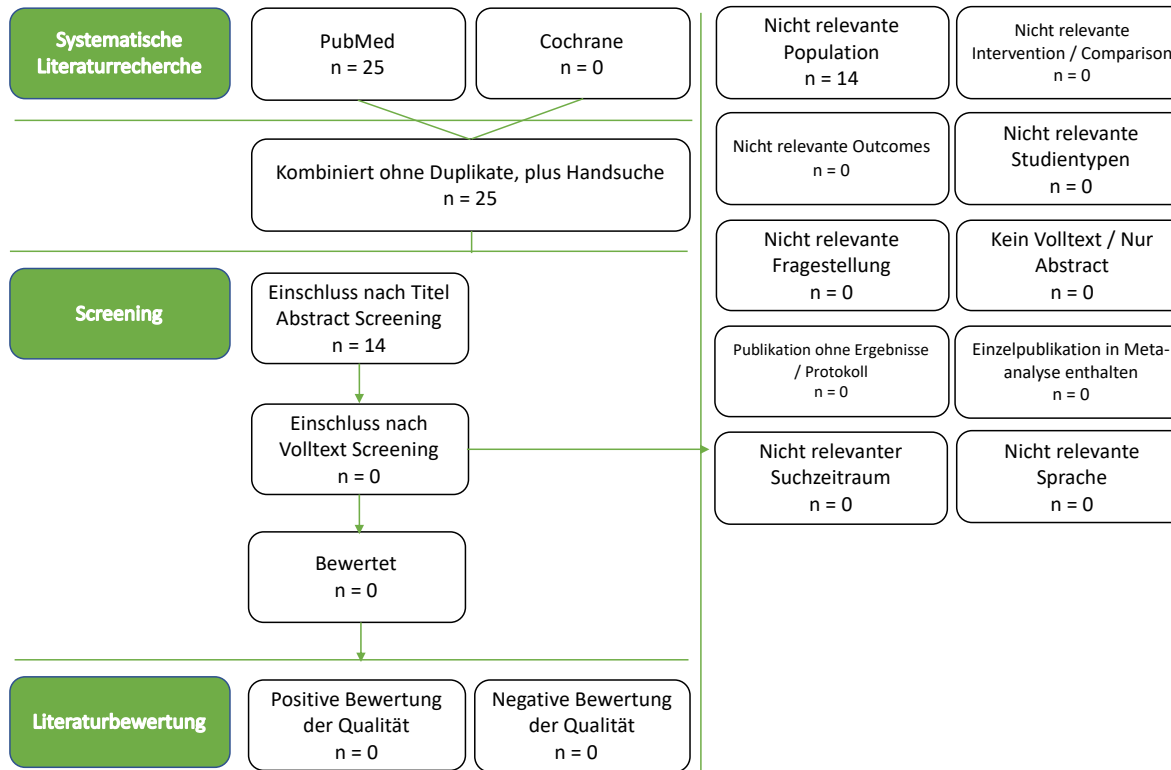 Systematische
Literaturrecherche
PubMed
n = 25
Cochrane
n = 0
Kombiniert ohne Duplikate, plus Handsuche
n = 25
Screening
Einschluss nach Titel
Abstract Screening
n = 14
Einschluss nach
Volltext Screening
n = 0
Bewertet
n = 0
Literaturbewertung
Positive Bewertung
der Qualität
n = 0
Negative Bewertung
der Qualität
n = 0
Nicht relevante
Population
n = 14
Nicht relevante
Intervention / Comparison
n = 0
Nicht relevante Outcomes
n = 0
Nicht relevante
Studientypen
n = 0
Nicht relevante
Fragestellung
n = 0
Kein Volltext / Nur
Abstract
n = 0
Publikation ohne Ergebnisse
/ Protokoll
n = 0
Einzelpublikation in Meta-
analyse enthalten
n = 0
Nicht relevanter
Suchzeitraum
n = 0
Nicht relevante
Sprache
n = 0